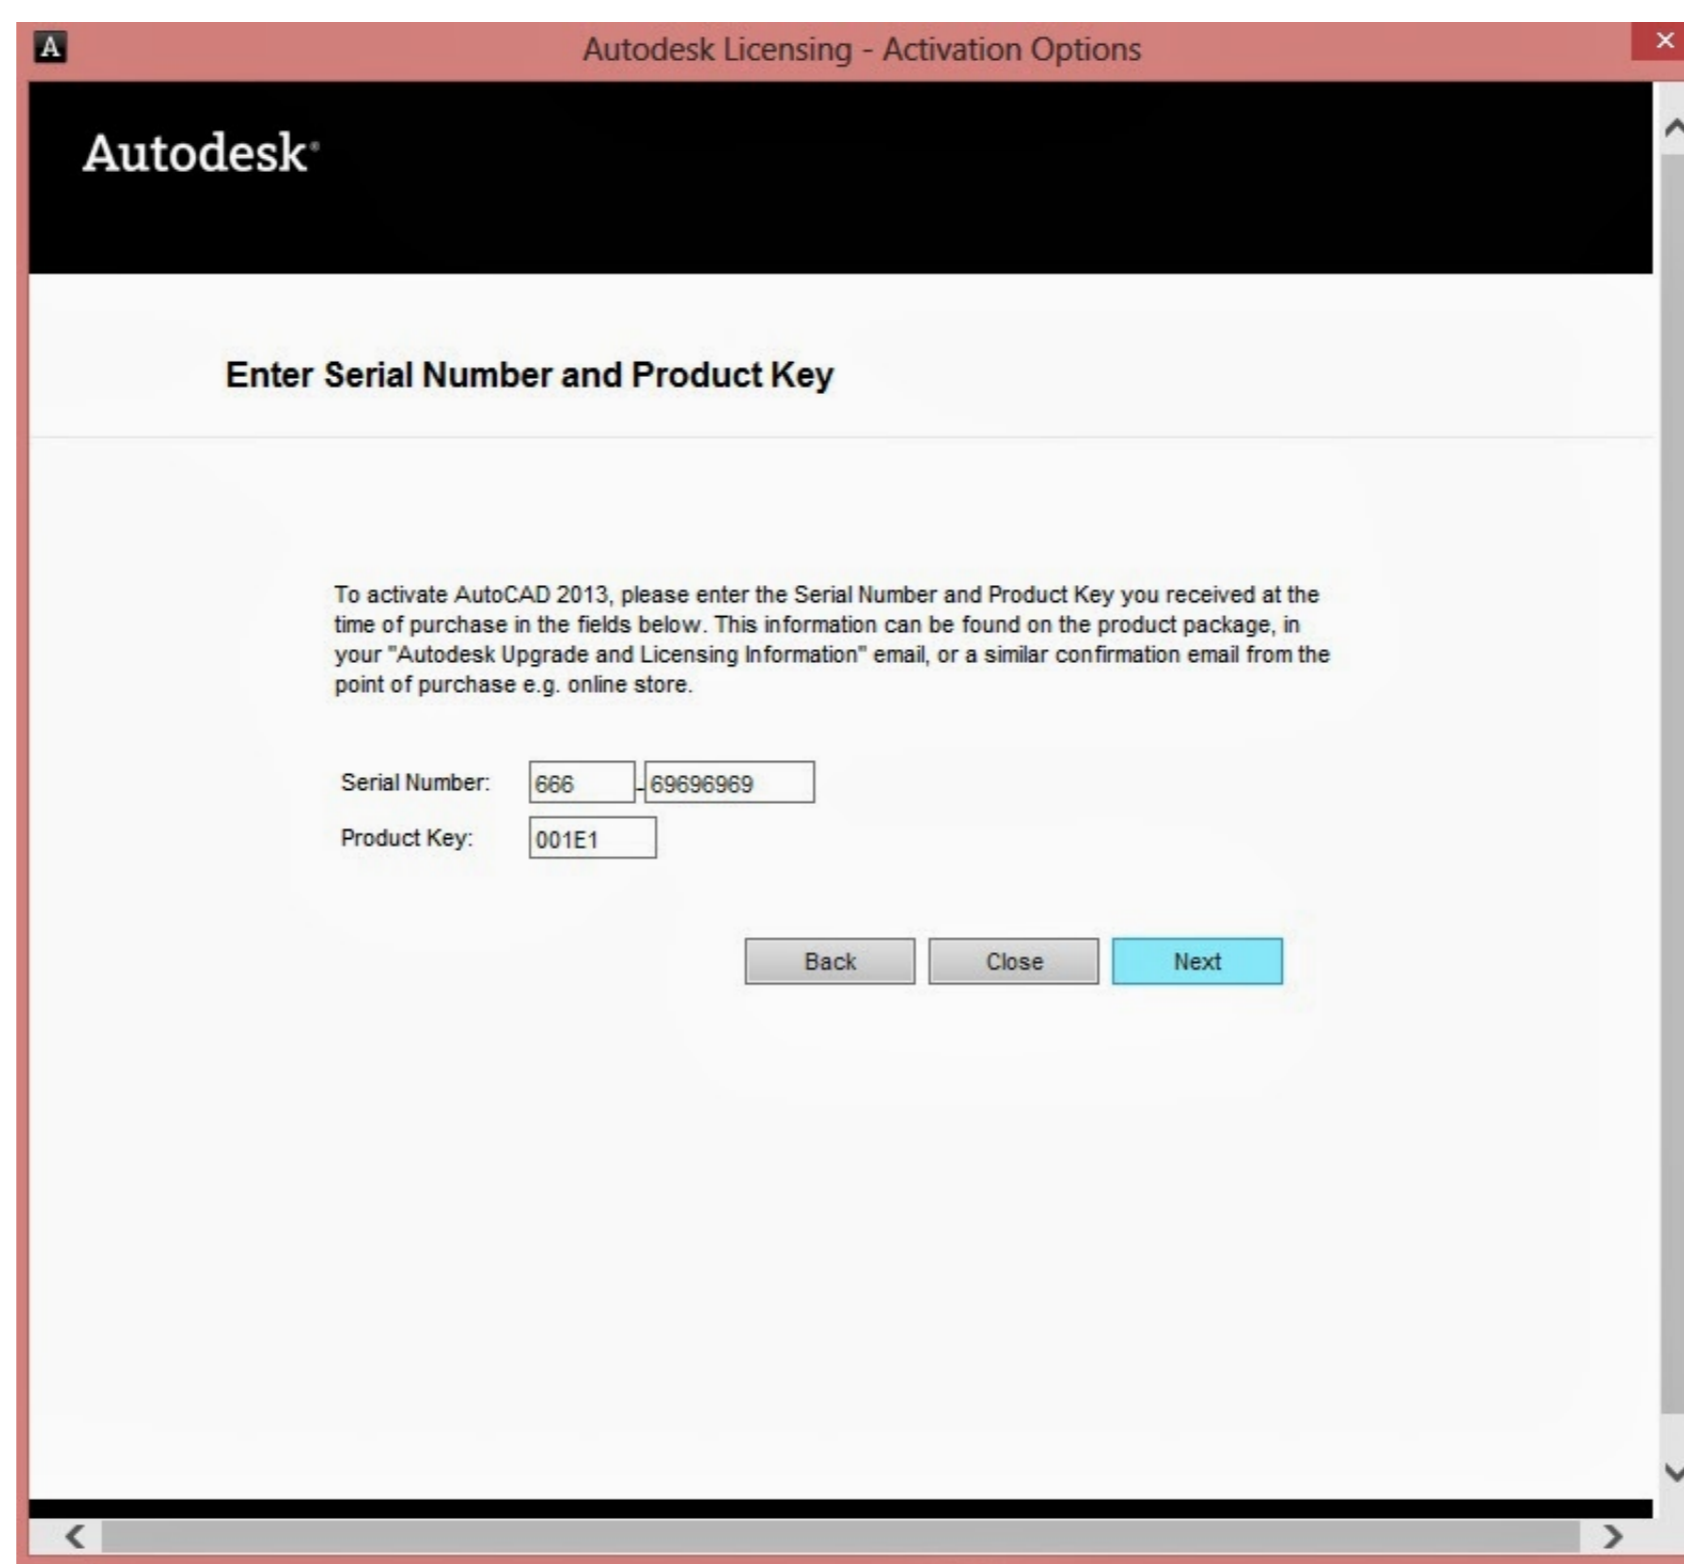 A
Autodesk Licensing - Activation Options
Autodesk®
Enter Serial Number and Product Key
To activate AutoCAD 2013, please enter the Serial Number and Product Key you received at the
time of purchase in the fields below. This information can be found on the product package, in
your "Autodesk Upgrade and Licensing Information" email, or a similar confirmation email from the
point of purchase e.g. online store.
Serial Number: 666 - 69696969
Product Key: 001E1
Back Close Next